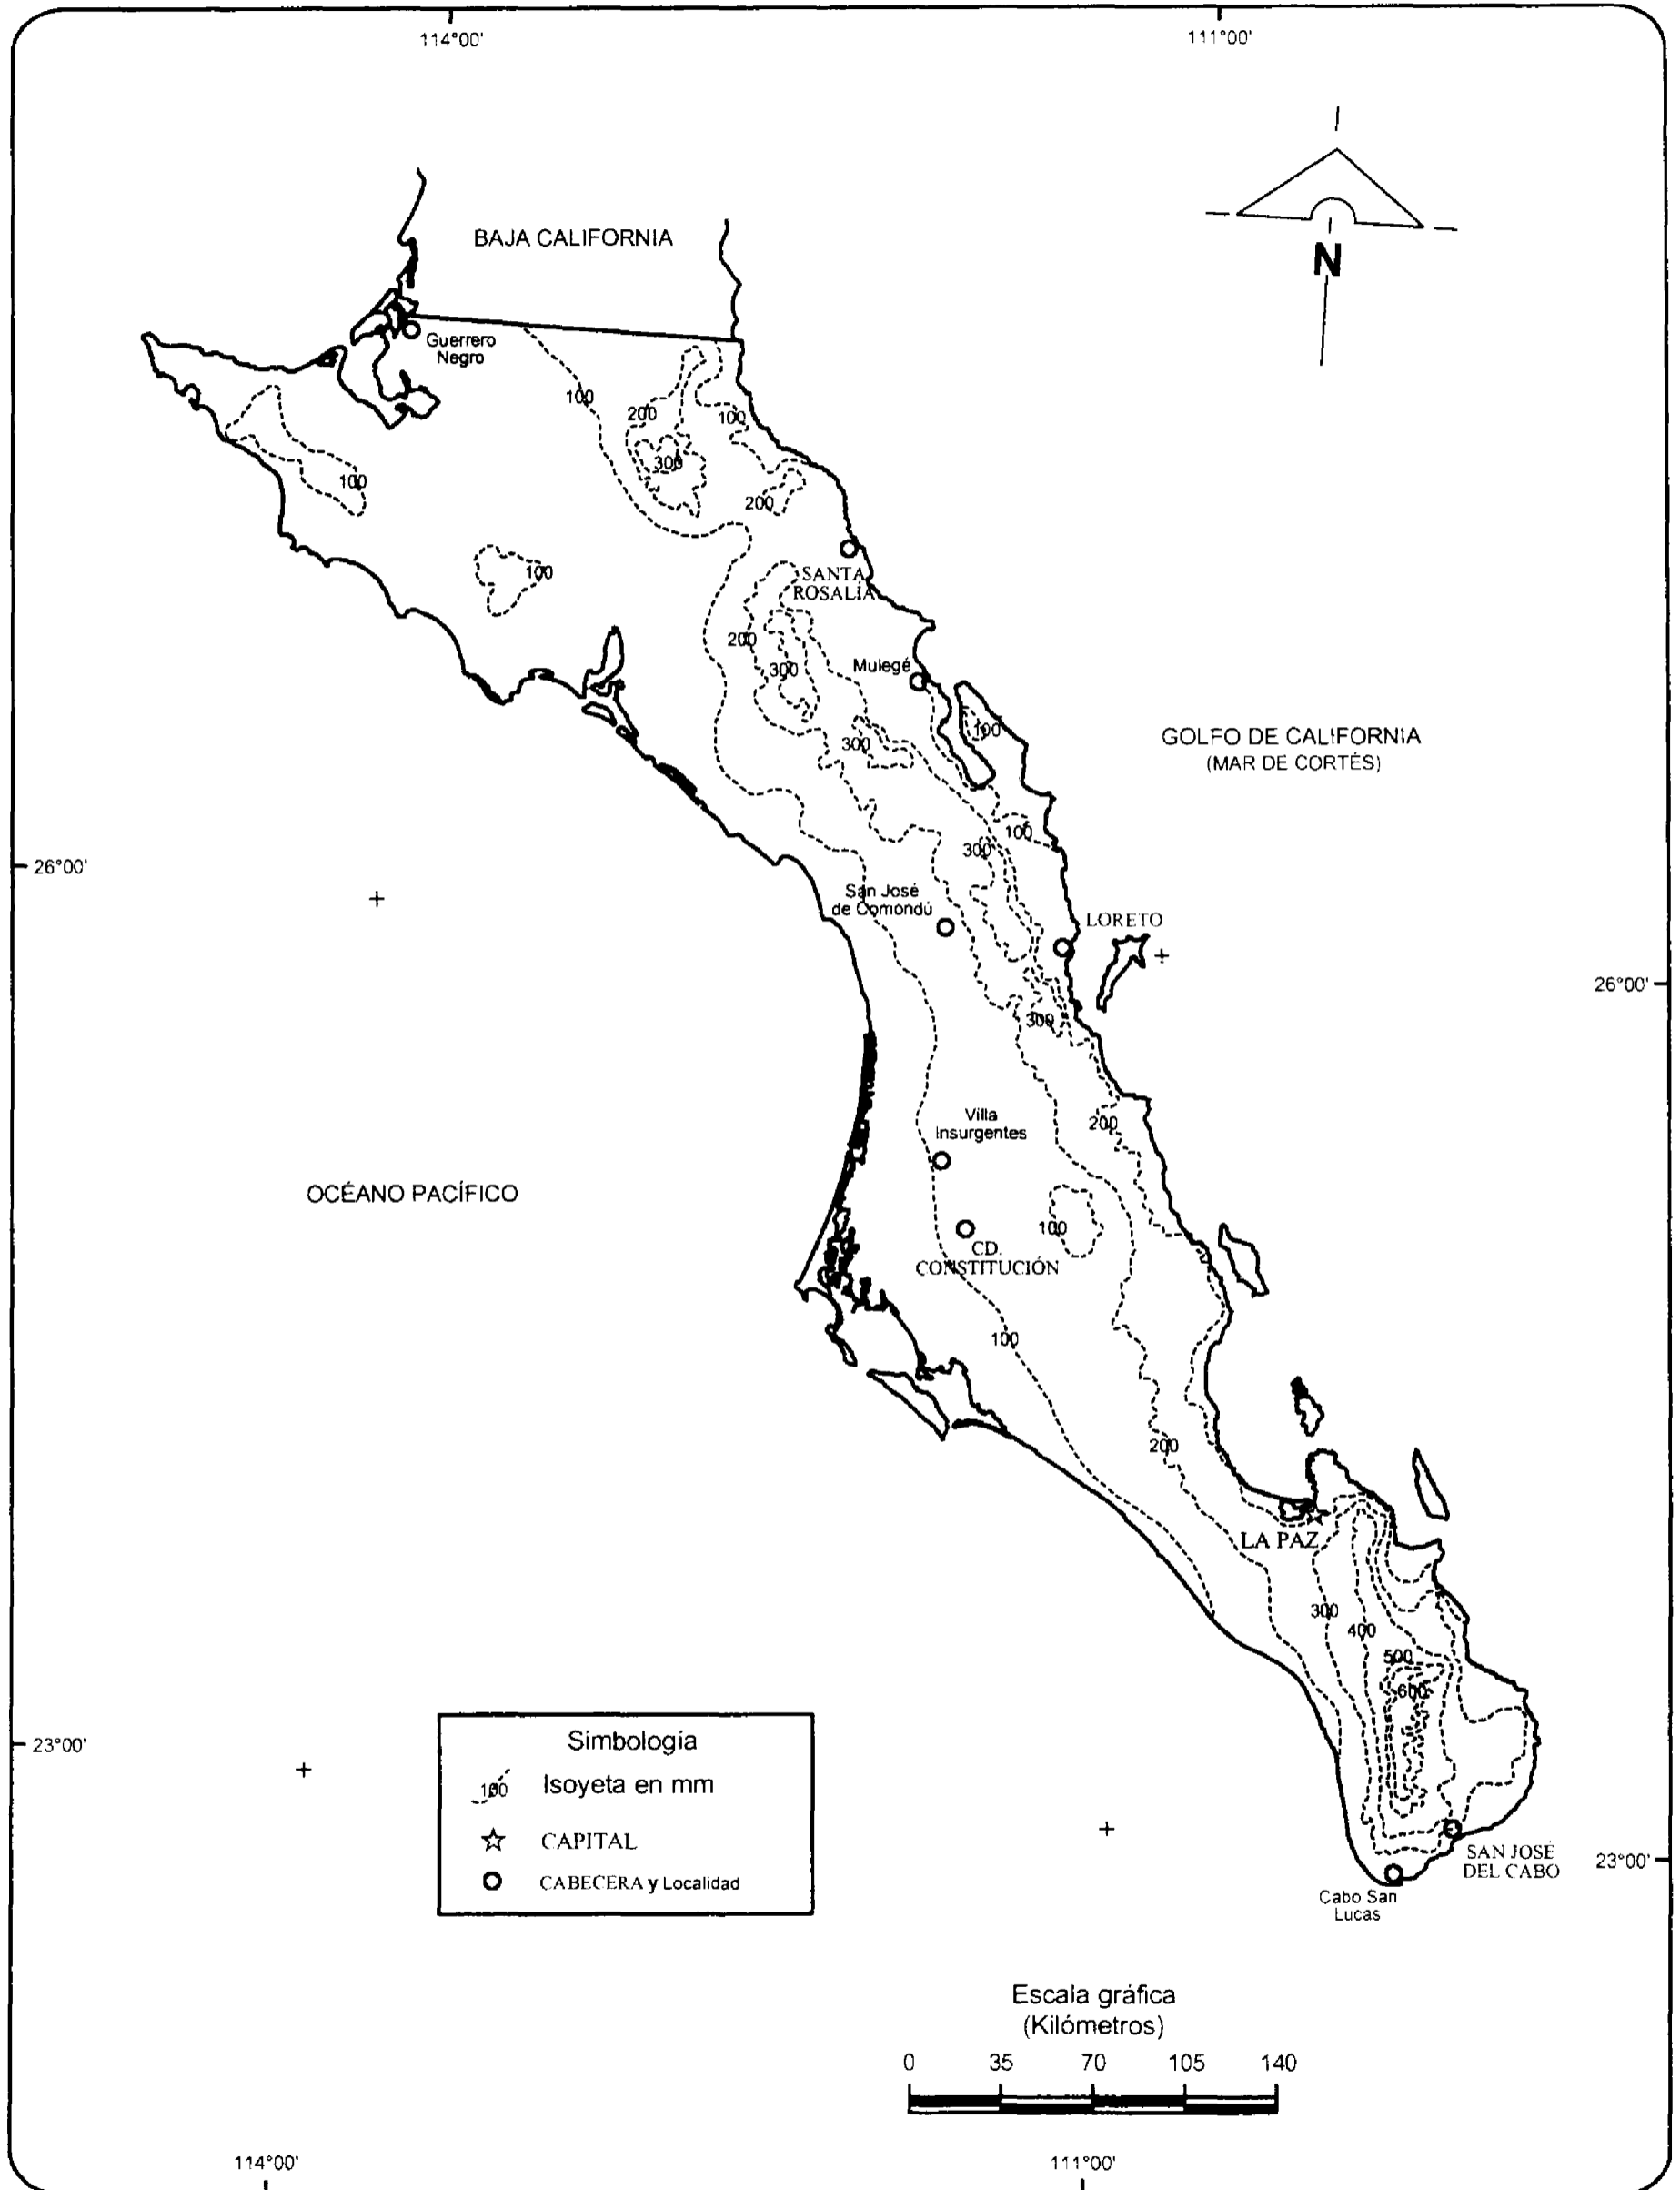 114°00'
111°00'
BAJA CALIFORNIA
N
Guerrero
Negro
100
200
100
300
100
200
100
SANTA
ROSALÍA
200
300
Mulegé
100
300
GOLFO DE CALIFORNIA
(MAR DE CORTÉS)
100
300
26°00'
San José
de Comondú
LORETO
26°00'
300
Villa
Insurgentes
200
OCÉANO PACÍFICO
100
CD.
CONSTITUCIÓN
100
200
LA PAZ
300
400
500
600
23°00'
Simbología
100 Isoyeta en mm
CAPITAL
CABECERA y Localidad
SAN JOSÉ
DEL CABO
23°00'
Cabo San
Lucas
Escala gráfica
(Kilómetros)
0 35 70 105 140
114°00'
111°00'